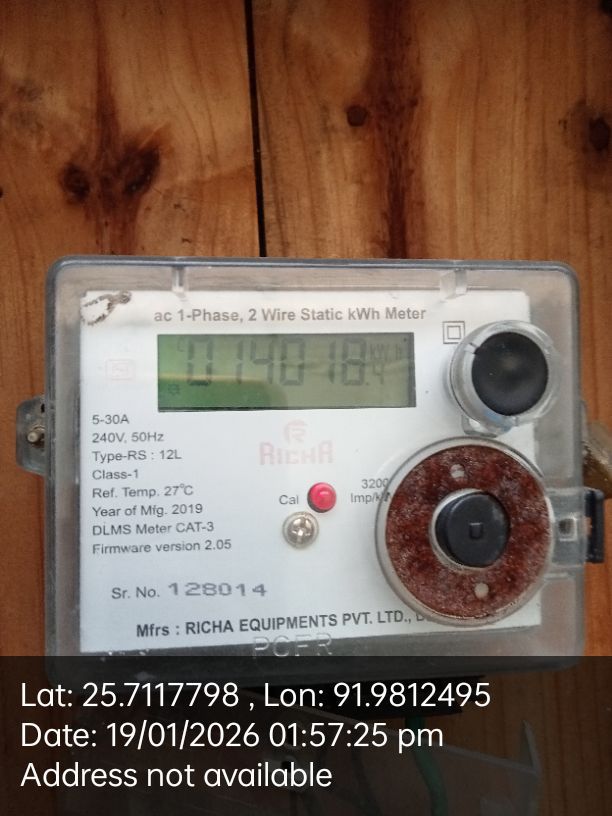 ac 1-Phase, 2 Wire Static kWh Meter
014018.4 kWh
5-30A
240V, 50Hz
Type-RS : 12L
Class-1
Ref. Temp. 27°C
Year of Mfg. 2019
DLMS Meter CAT-3
Firmware version 2.05
RICHA
Cal
3200
Imp/k
Sr. No. 128014
Mfrs : RICHA EQUIPMENTS PVT. LTD.,
Lat: 25.7117798 , Lon: 91.9812495
Date: 19/01/2026 01:57:25 pm
Address not available